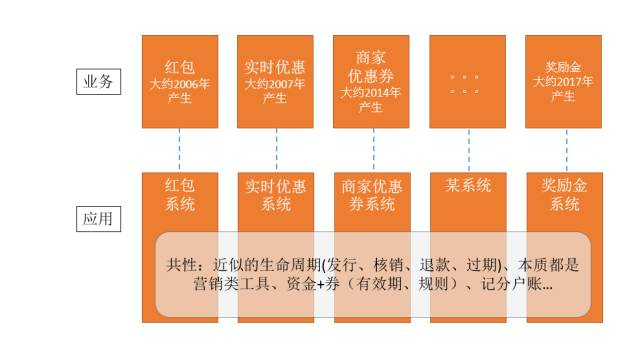 业务
红包
大约2006年
产生
实时优惠
大约2007年
产生
商家
优惠券
大约2014年
产生
。。。
。。。
奖励金
大约2017年
产生
应用
红包
系统
实时优惠
系统
商家优惠
券系统
某系统
奖励金
系统
共性：近似的生命周期(发行、核销、退款、过期)、本质都是
营销类工具、资金+券（有效期、规则）、记分户账...